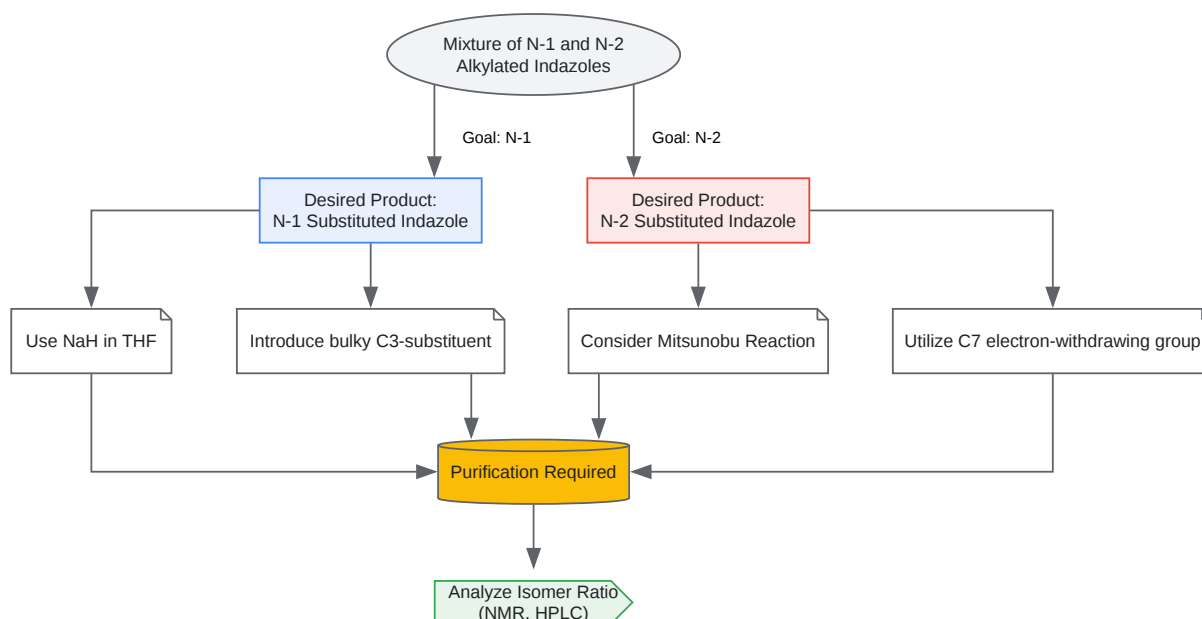 Mixture of N-1 and N-2
Alkylated Indazoles
Goal: N-1
Goal: N-2
Desired Product:
N-1 Substituted Indazole
Desired Product:
N-2 Substituted Indazole
Use NaH in THF
Introduce bulky C3-substituent
Consider Mitsunobu Reaction
Utilize C7 electron-withdrawing group
Purification Required
Analyze Isomer Ratio
(NMR, HPLC)